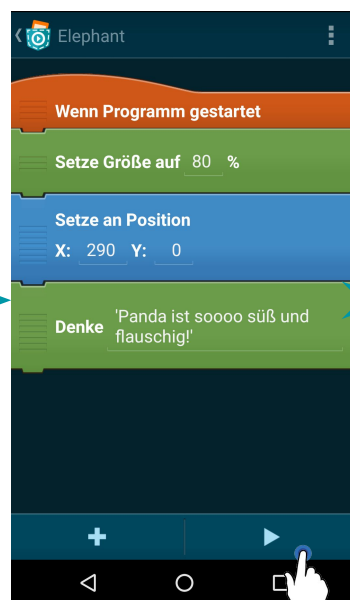 Elephant
Wenn Programm gestartet
Setze Größe auf 80 %
Setze an Position
X: 290 Y: 0
Denke 'Panda ist soooo süß und
flauschig!'